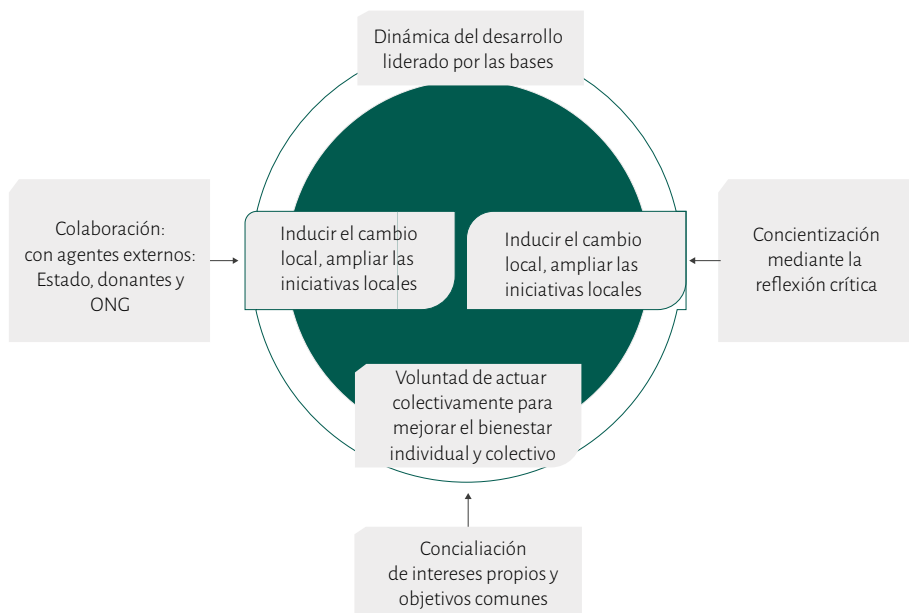 Dinámica del desarrollo
liderado por las bases
Colaboración:
con agentes externos:
Estado, donantes y
ONG
Inducir el cambio
local, ampliar las
iniciativas locales
Inducir el cambio
local, ampliar las
iniciativas locales
Concientización
mediante la
reflexión crítica
Voluntad de actuar
colectivamente para
mejorar el bienestar
individual y colectivo
Concialiación
de intereses propios y
objetivos comunes